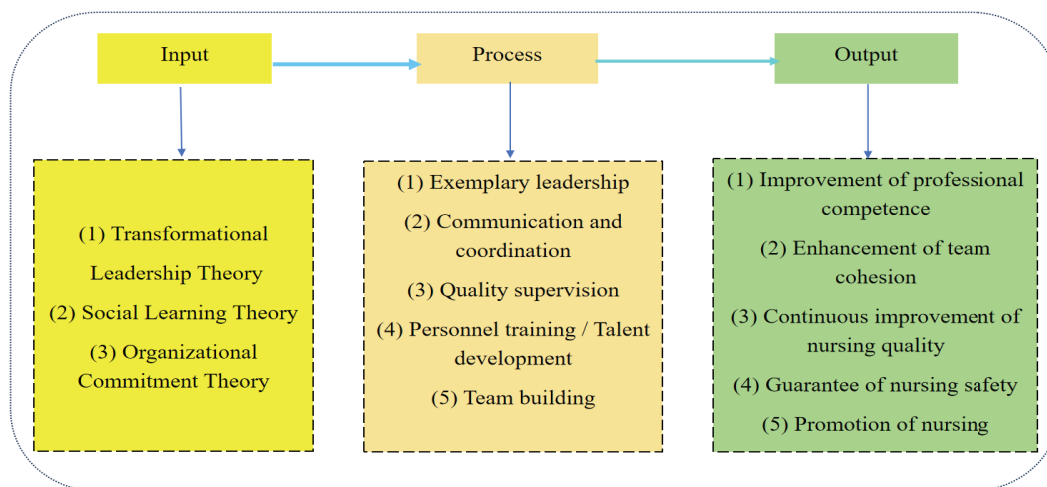 Input
Process
Output
(1) Transformational
Leadership Theory
(2) Social Learning Theory
(3) Organizational
Commitment Theory
(1) Exemplary leadership
(2) Communication and
coordination
(3) Quality supervision
(4) Personnel training / Talent
development
(5) Team building
(1) Improvement of professional
competence
(2) Enhancement of team
cohesion
(3) Continuous improvement of
nursing quality
(4) Guarantee of nursing safety
(5) Promotion of nursing